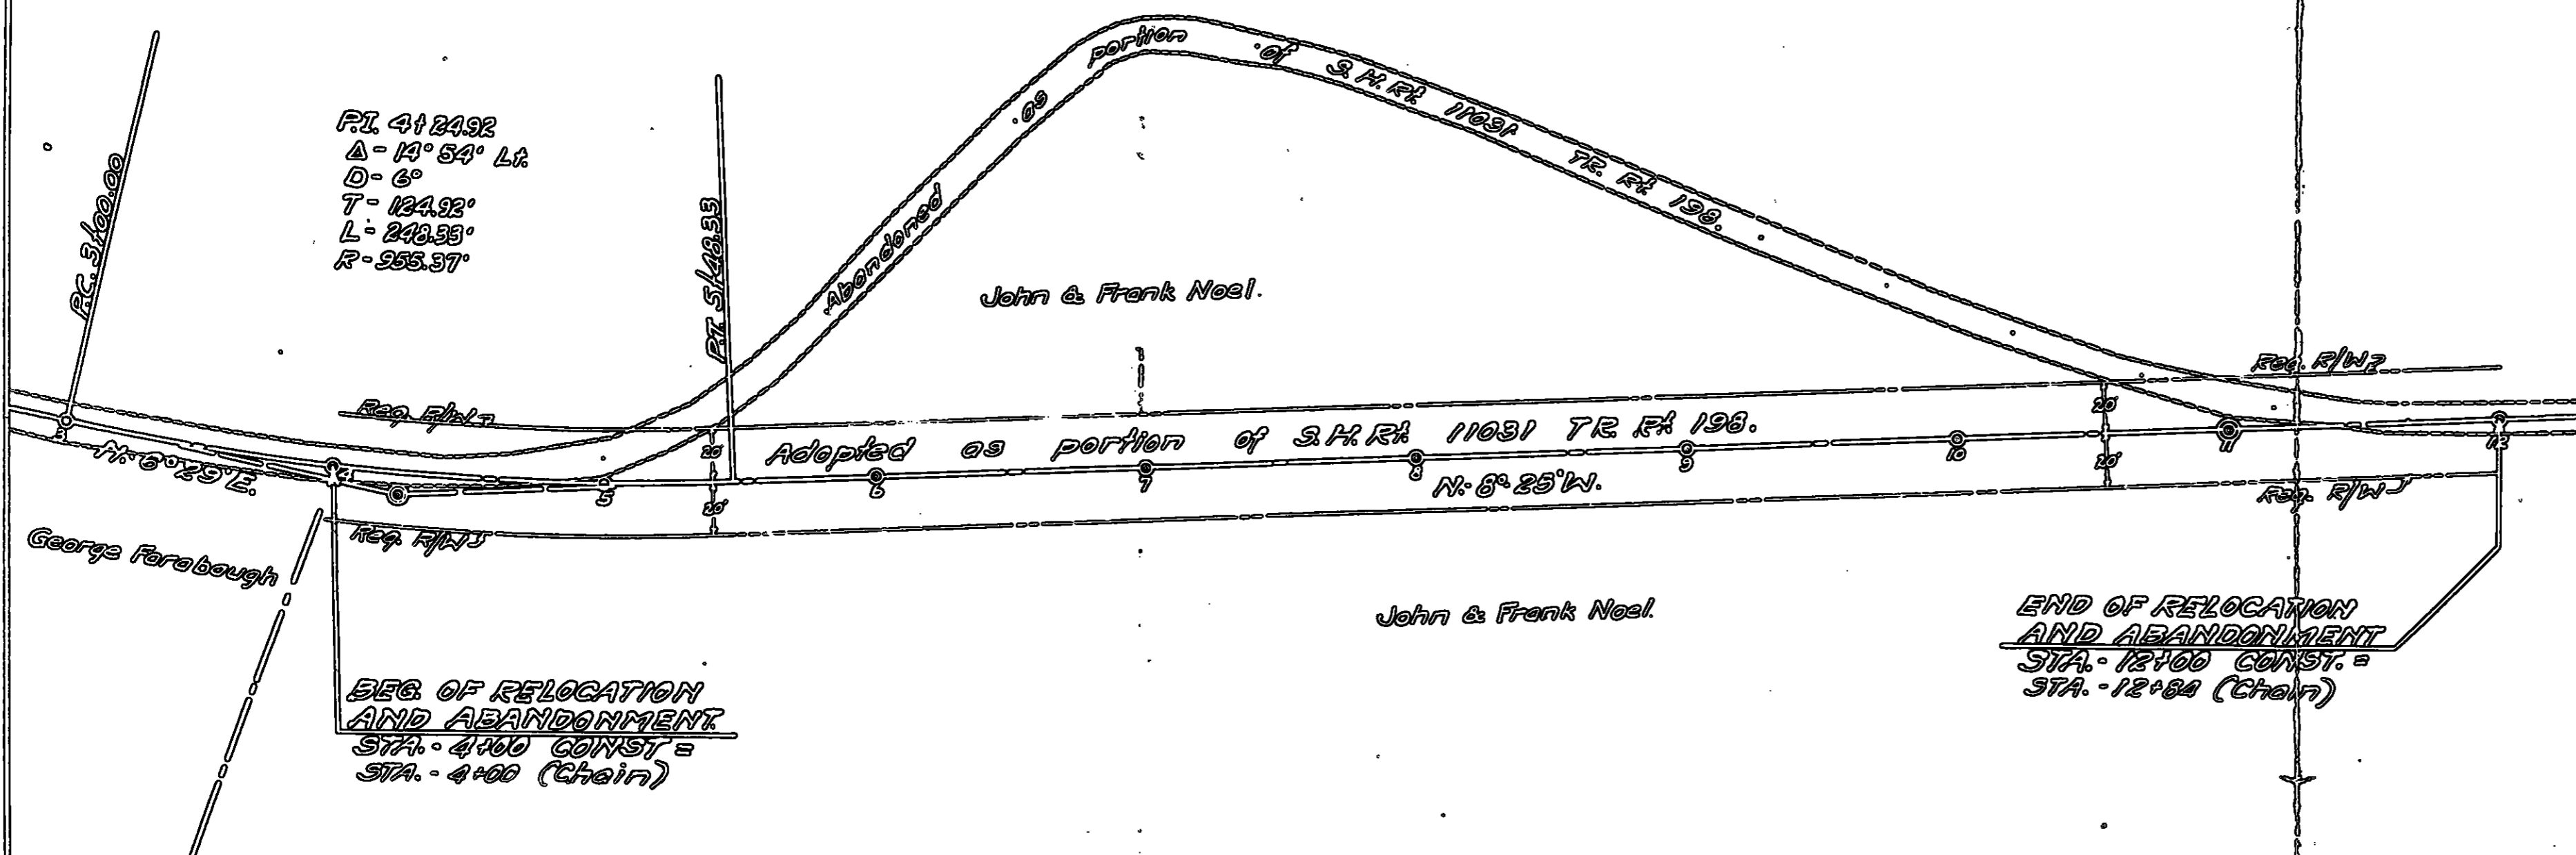 P.I. 4+24.92
Δ - 14° 54' Lt.
D - 6°
T - 124.92'
L - 248.33'
R - 955.37'
P.C. 3+00.00
P.T. 5+48.33
Abandoned as portion of S.H. Rt. 11031 TR. Rt. 198.
John & Frank Noel.
Req. R/W
Req. R/W
Adopted as portion of S.H. Rt. 11031 TR. Rt. 198.
20'
20'
20'
20'
3
4
5
6
7
8
9
10
11
12
N. 6° 29' E.
N. 8° 25' W.
Req. R/W
Req. R/W
George Farabaugh
John & Frank Noel.
BEG. OF RELOCATION
AND ABANDONMENT.
STA. - 4+00 CONST =
STA. - 4+00 (Chain)
END OF RELOCATION
AND ABANDONMENT
STA. - 12+00 CONST. =
STA. - 12+84 (Chain)